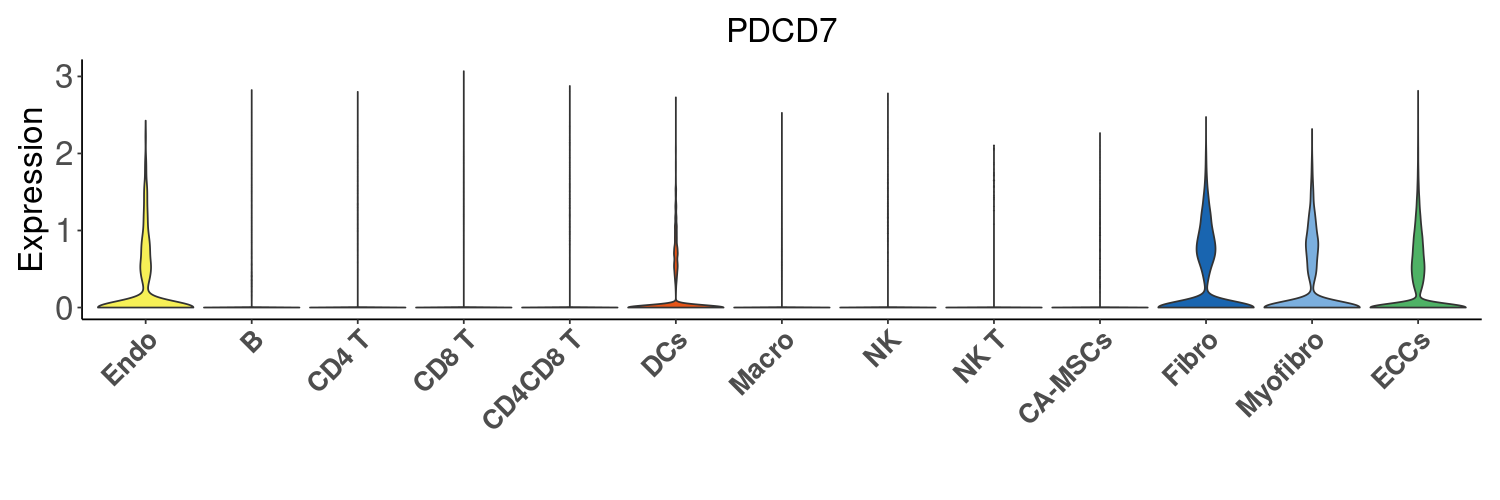 PDCD7
Expression
3
2
1
0
Endo
B
CD4 T
CD8 T
CD4CD8 T
DCs
Macro
NK
NK T
CA-MSCs
Fibro
Myofibro
ECCs